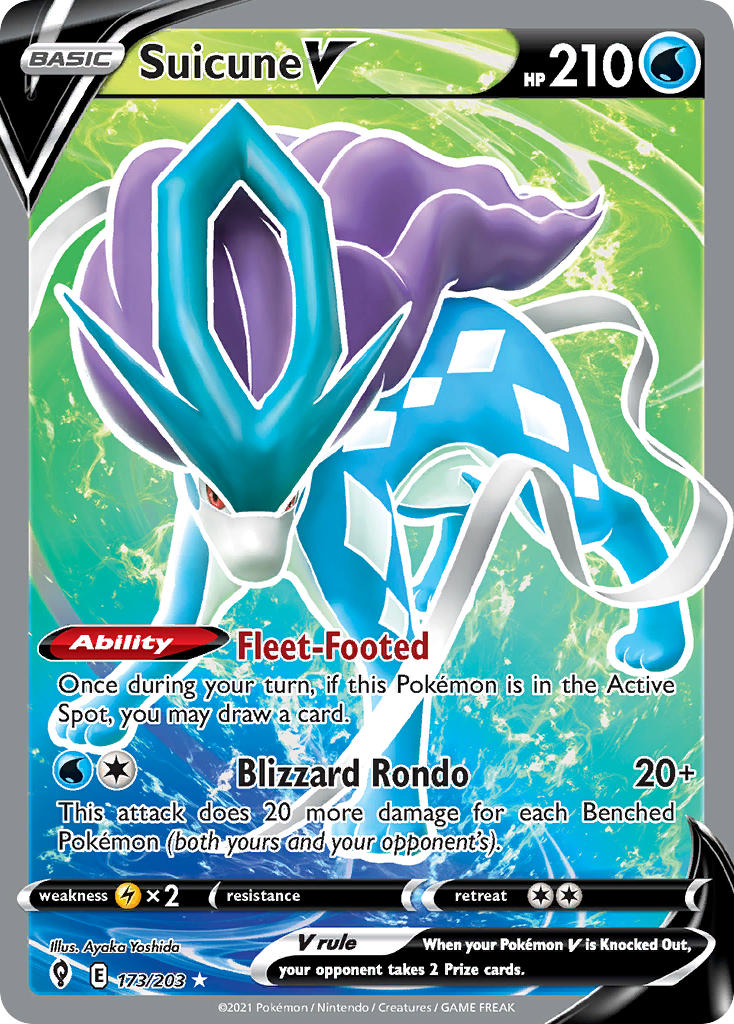 BASIC Suicune V HP 210
Ability Fleet-Footed
Once during your turn, if this Pokémon is in the Active
Spot, you may draw a card.
Blizzard Rondo 20+
This attack does 20 more damage for each Benched
Pokémon (both yours and your opponent's).
weakness ×2 resistance retreat
Illus. Ayaka Yoshida
V rule When your Pokémon V is Knocked Out,
your opponent takes 2 Prize cards.
E 173/203 ★
©2021 Pokémon / Nintendo / Creatures / GAME FREAK